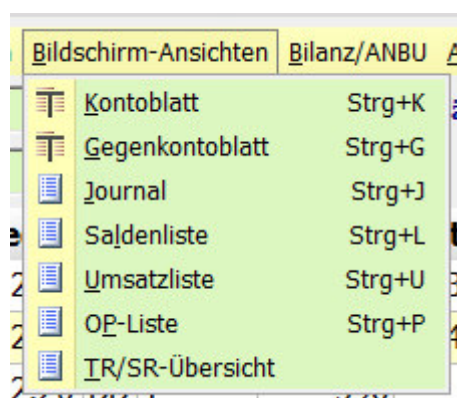 Bildschirm-Ansichten Bilanz/ANBU
Kontoblatt Strg+K
Gegenkontoblatt Strg+G
Journal Strg+J
Saldenliste Strg+L
Umsatzliste Strg+U
OP-Liste Strg+P
TR/SR-Übersicht